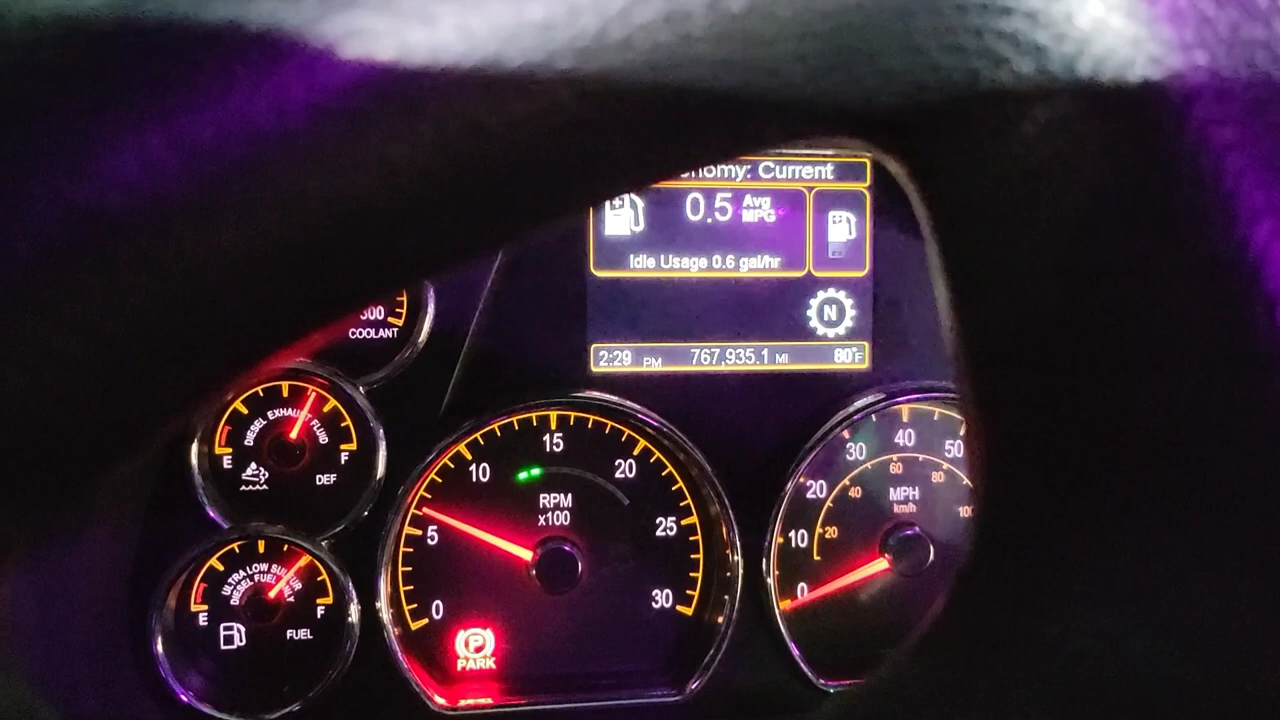 Current
0.5 Avg MPG
Idle Usage 0.6 gal/hr
N
2:29 PM 767,935.1 MI 80°F
COOLANT
DIESEL EXHAUST FLUID
E F
DEF
ULTRA LOW SULFUR
DIESEL FUEL ONLY
E F
FUEL
0 5 10 15 20 25 30
RPM
x100
P
PARK
0 10 20 30 40 50
20 40 60 80 100
MPH
km/h